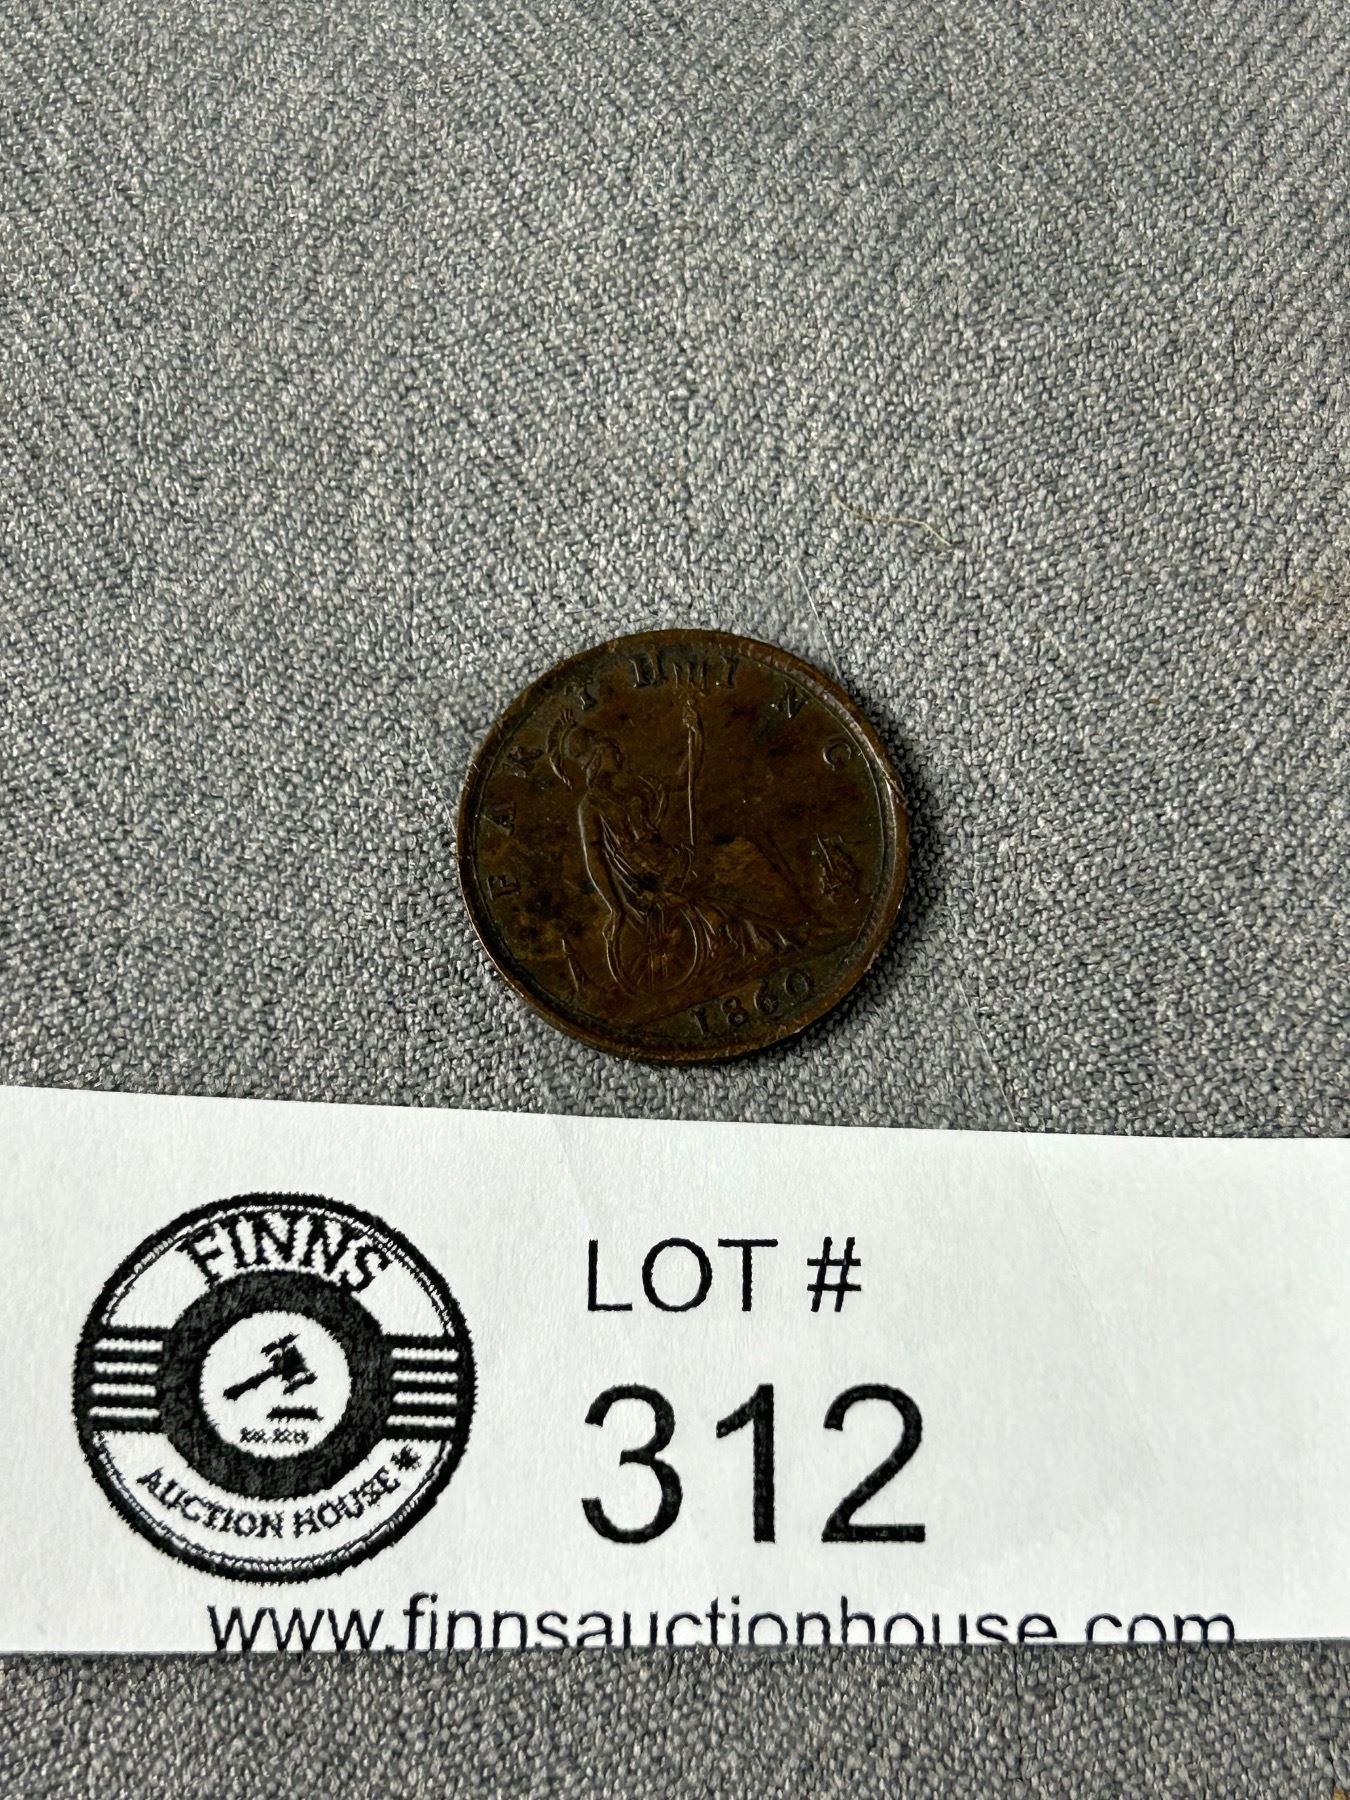 FARTHING
1860
FINNS
AUCTION HOUSE
LOT #
312
www.finnsauctionhouse.com